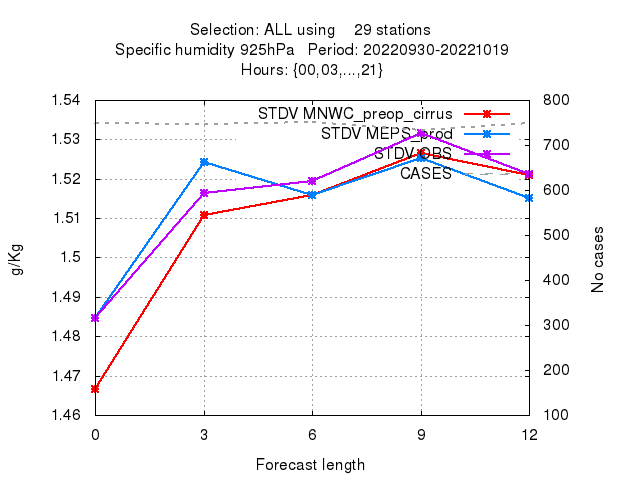 Selection: ALL using 29 stations
Specific humidity 925hPa Period: 20220930-20221019
Hours: {00,03,...,21}
1.54 800
STDV MNWC_preop_cirrus
1.53 STDV MEPS_prod 700
STDV OBS
1.52 CASES 600
1.51 500
1.5 400
1.49 300
1.48
1.47 200
1.46 100
g/Kg
No cases
0 3 6 9 12
Forecast length